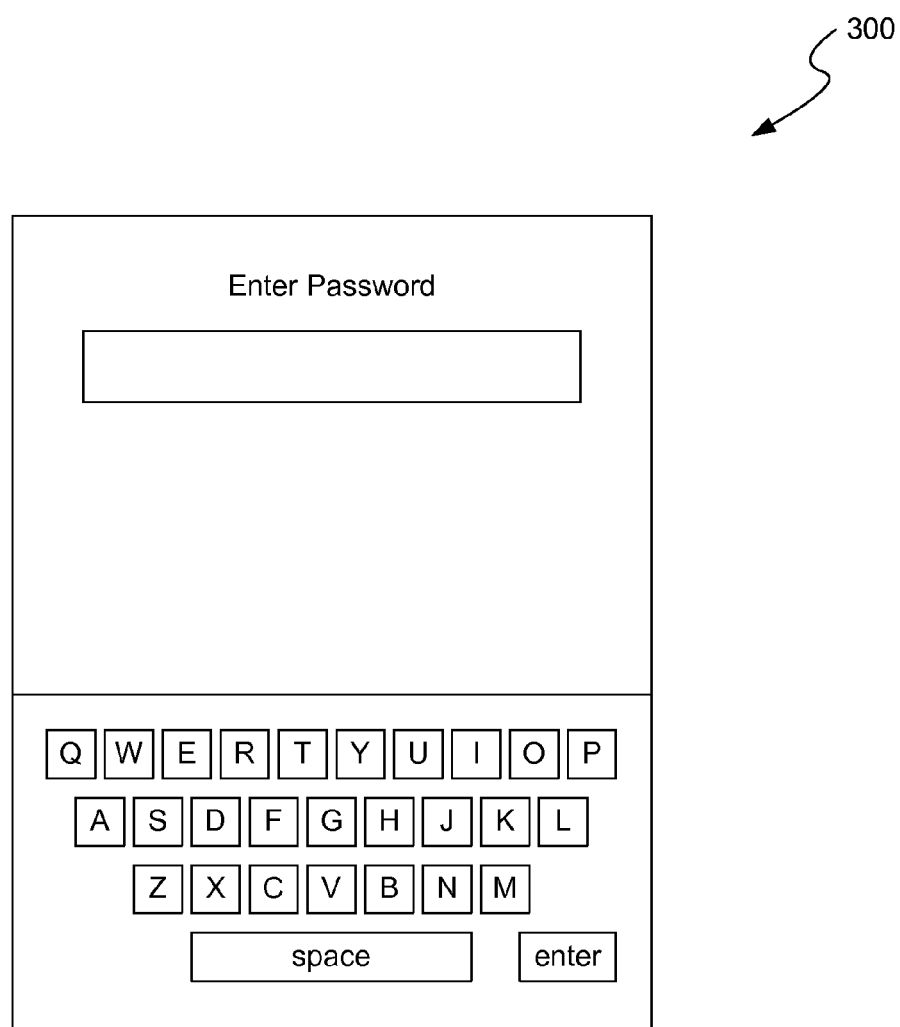 300
Enter Password
Q W E R T Y U I O P
A S D F G H J K L
Z X C V B N M
space enter